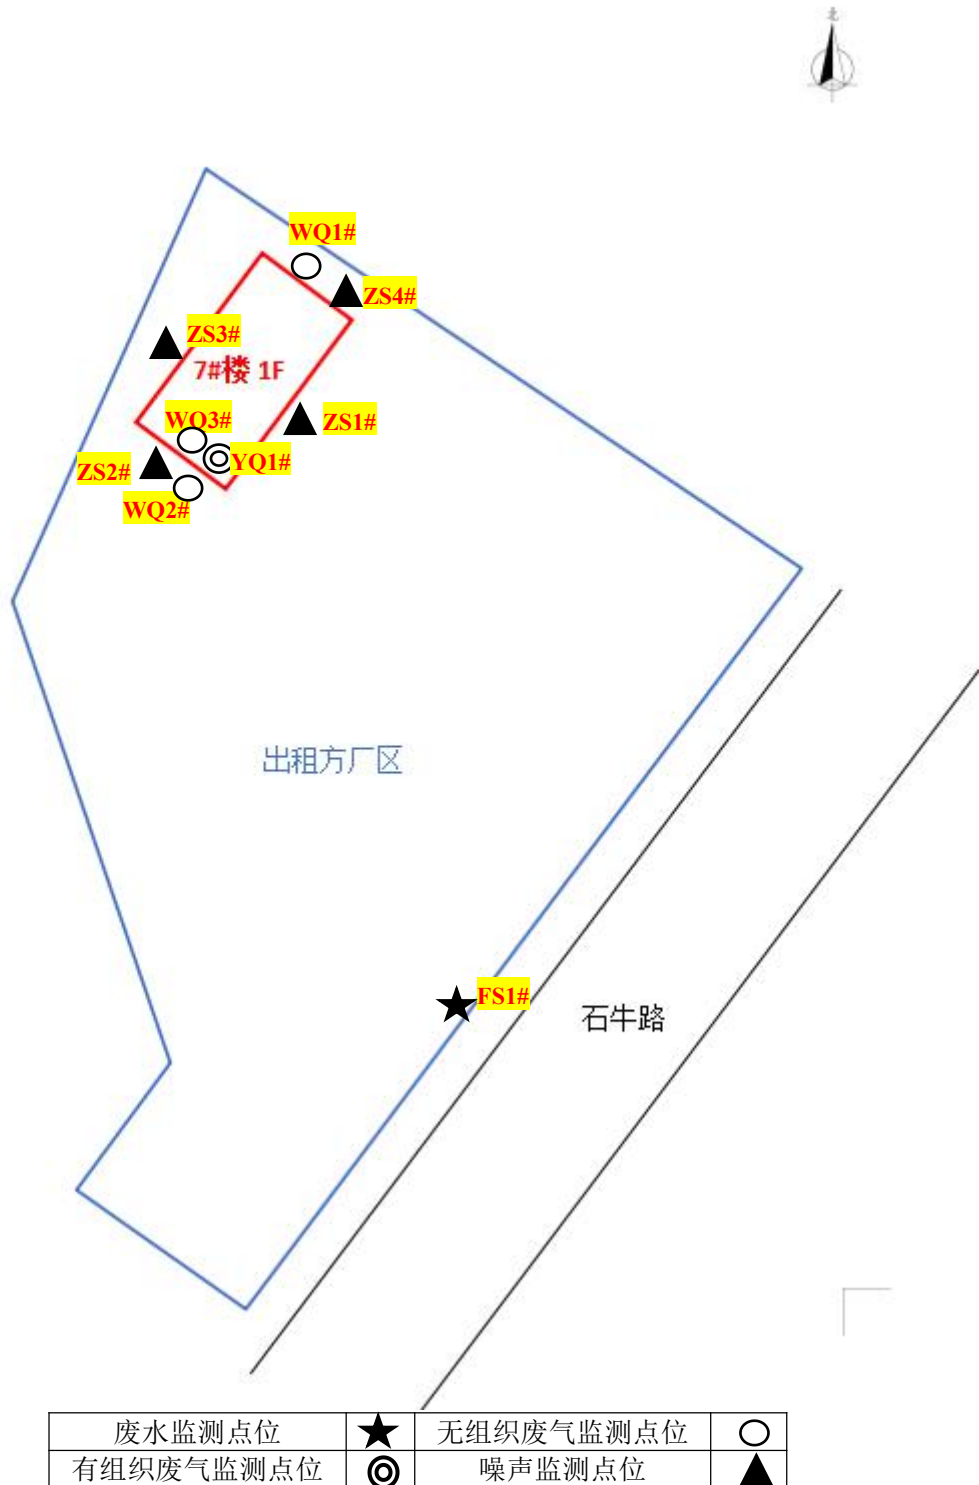 北
WQ1#
ZS4#
ZS3#
7#楼 1F
WQ3#
ZS1#
YQ1#
ZS2#
WQ2#
出租方厂区
FS1#
石牛路
废水监测点位 无组织废气监测点位
有组织废气监测点位 噪声监测点位